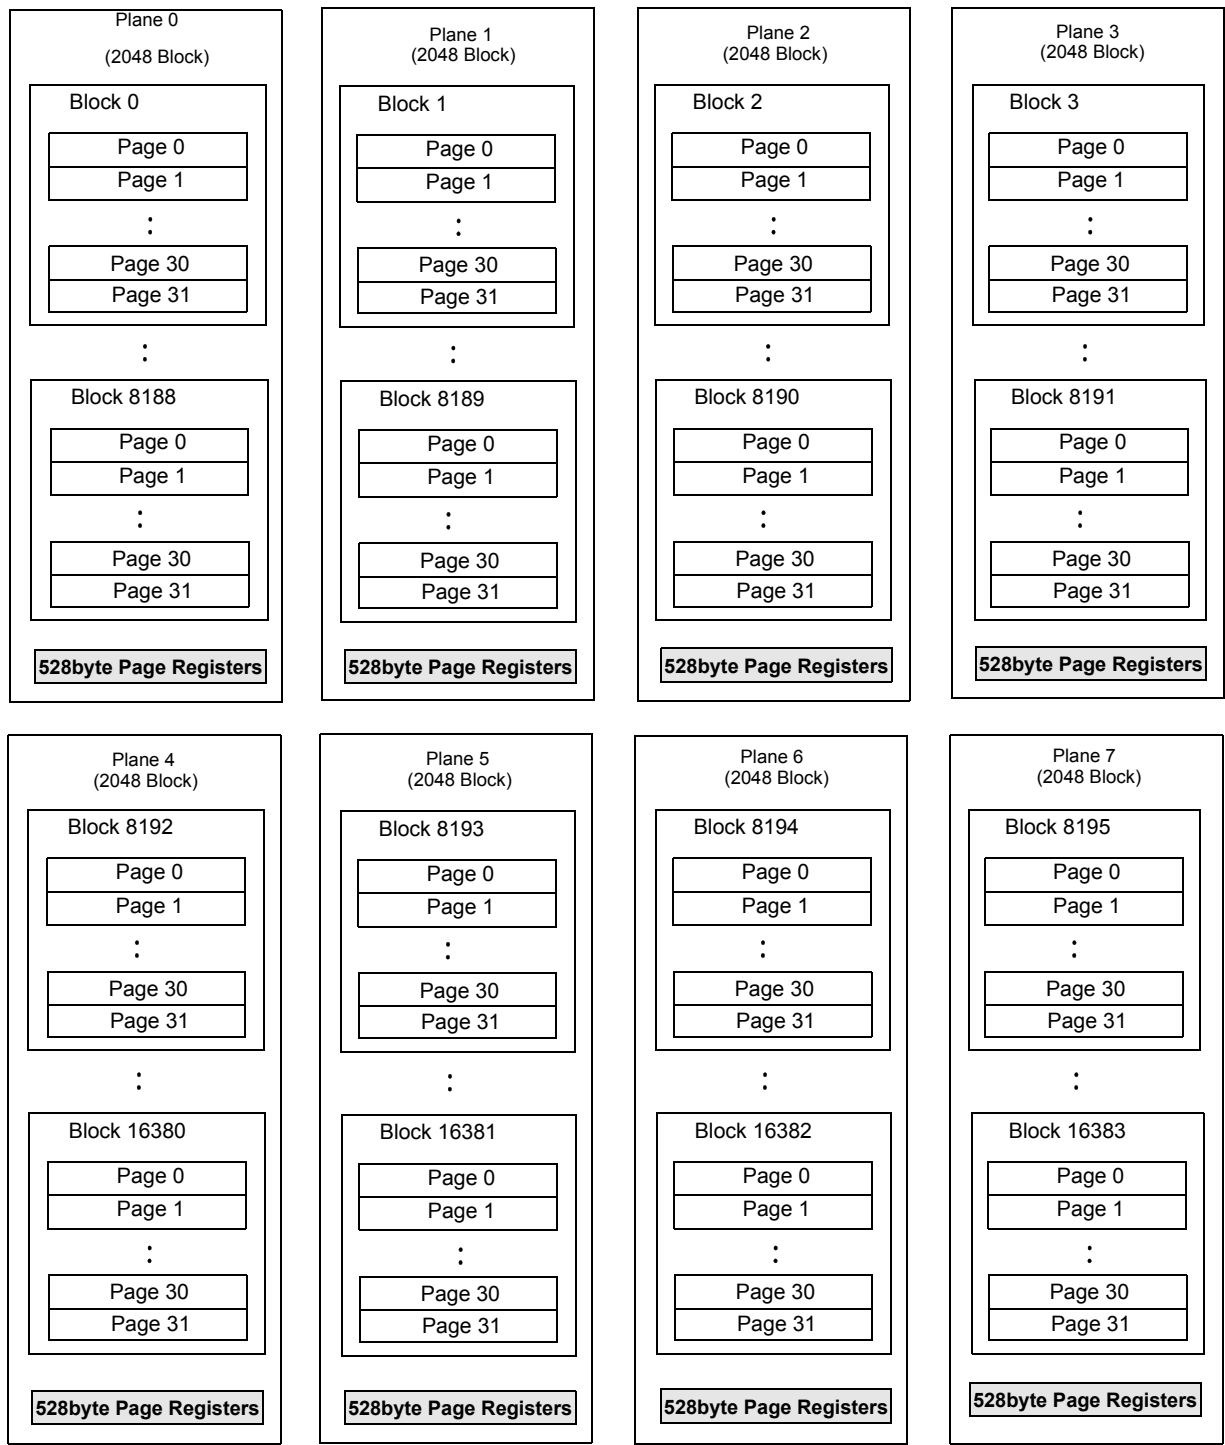 Plane 0
(2048 Block)
Block 0
Page 0
Page 1
:
Page 30
Page 31
:
Block 8188
Page 0
Page 1
:
Page 30
Page 31
528byte Page Registers
Plane 1
(2048 Block)
Block 1
Page 0
Page 1
:
Page 30
Page 31
:
Block 8189
Page 0
Page 1
:
Page 30
Page 31
528byte Page Registers
Plane 2
(2048 Block)
Block 2
Page 0
Page 1
:
Page 30
Page 31
:
Block 8190
Page 0
Page 1
:
Page 30
Page 31
528byte Page Registers
Plane 3
(2048 Block)
Block 3
Page 0
Page 1
:
Page 30
Page 31
:
Block 8191
Page 0
Page 1
:
Page 30
Page 31
528byte Page Registers
Plane 4
(2048 Block)
Block 8192
Page 0
Page 1
:
Page 30
Page 31
:
Block 16380
Page 0
Page 1
:
Page 30
Page 31
528byte Page Registers
Plane 5
(2048 Block)
Block 8193
Page 0
Page 1
:
Page 30
Page 31
:
Block 16381
Page 0
Page 1
:
Page 30
Page 31
528byte Page Registers
Plane 6
(2048 Block)
Block 8194
Page 0
Page 1
:
Page 30
Page 31
:
Block 16382
Page 0
Page 1
:
Page 30
Page 31
528byte Page Registers
Plane 7
(2048 Block)
Block 8195
Page 0
Page 1
:
Page 30
Page 31
:
Block 16383
Page 0
Page 1
:
Page 30
Page 31
528byte Page Registers